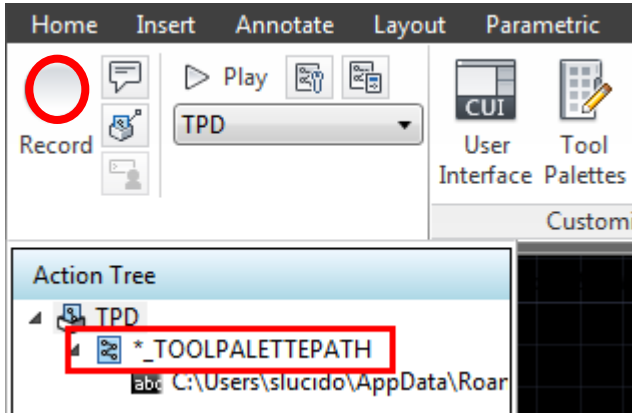 Home Insert Annotate Layout Parametric
Play
TPD
Record
CUI
User Interface
Tool Palettes
Customi
Action Tree
TPD
*_TOOLPALETTEPATH
abc C:\Users\slucido\AppData\Roar